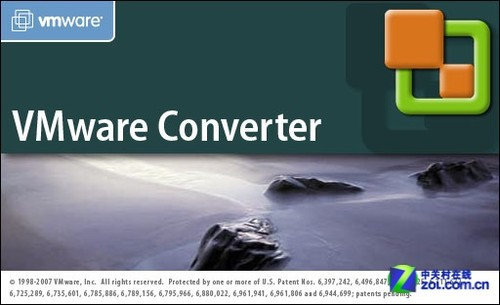 vmware
VMware Converter
© 1998-2007 VMware, Inc. All rights reserved. Protected by one or more of U.S. Patent Nos. 6,397,242, 6,496,847,
6,725,289, 6,735,601, 6,785,886, 6,789,156, 6,795,966, 6,880,022, 6,961,941, 6,961,806 and 6,944,699; patents pending.
中关村在线
zol.com.cn